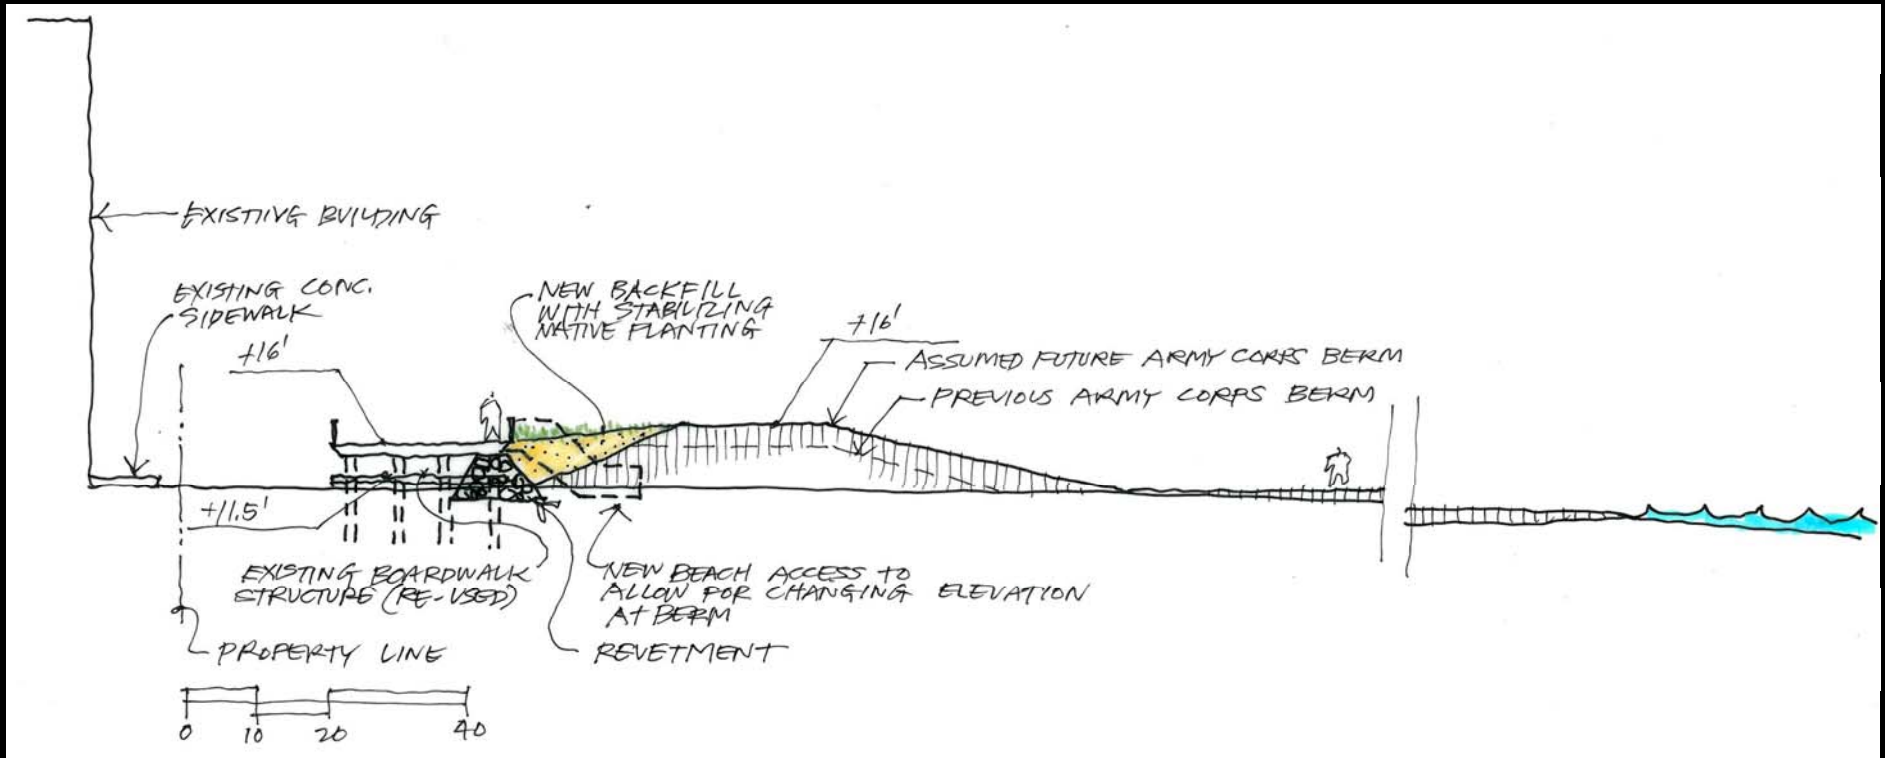 EXISTING BUILDING
EXISTING CONC.
SIDEWALK
NEW BACKFILL
WITH STABILIZING
NATIVE PLANTING
+16'
+16'
ASSUMED FUTURE ARMY CORPS BERM
PREVIOUS ARMY CORPS BERM
+11.5'
EXISTING BOARDWALK
STRUCTURE (RE-USED)
NEW BEACH ACCESS TO
ALLOW FOR CHANGING ELEVATION
AT BERM
PROPERTY LINE
REVETMENT
0 10 20 40